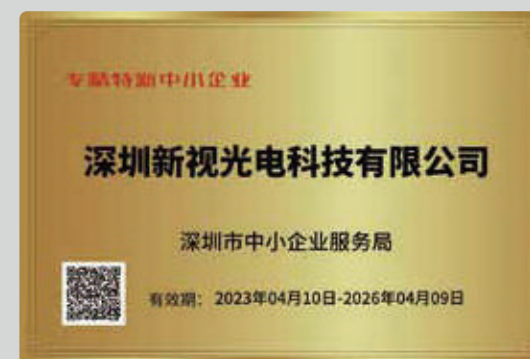 专精特新中小企业
深圳新视光电科技有限公司
深圳市中小企业服务局
有效期： 2023年04月10日-2026年04月09日